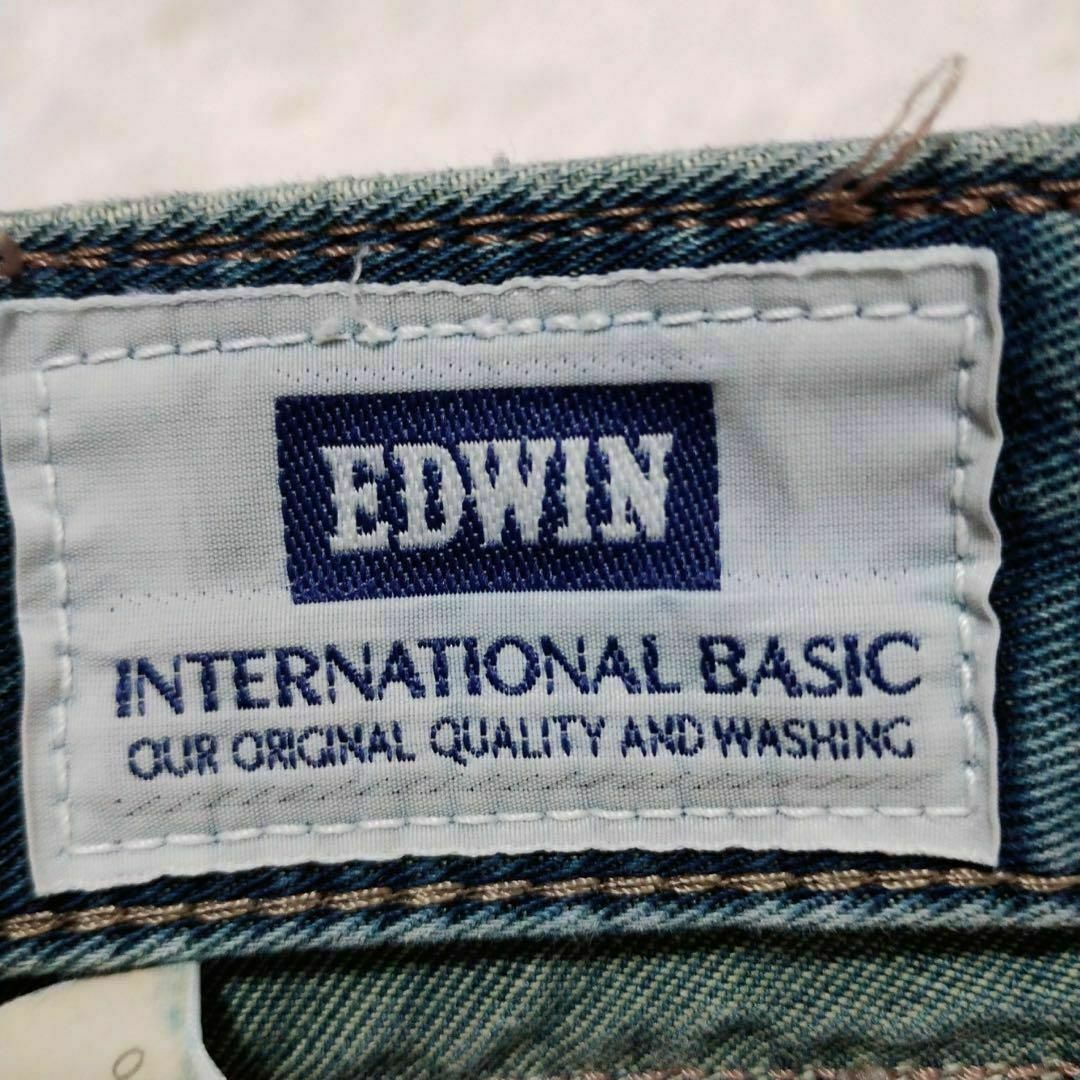 EDWIN
INTERNATIONAL BASIC
OUR ORIGINAL QUALITY AND WASHING